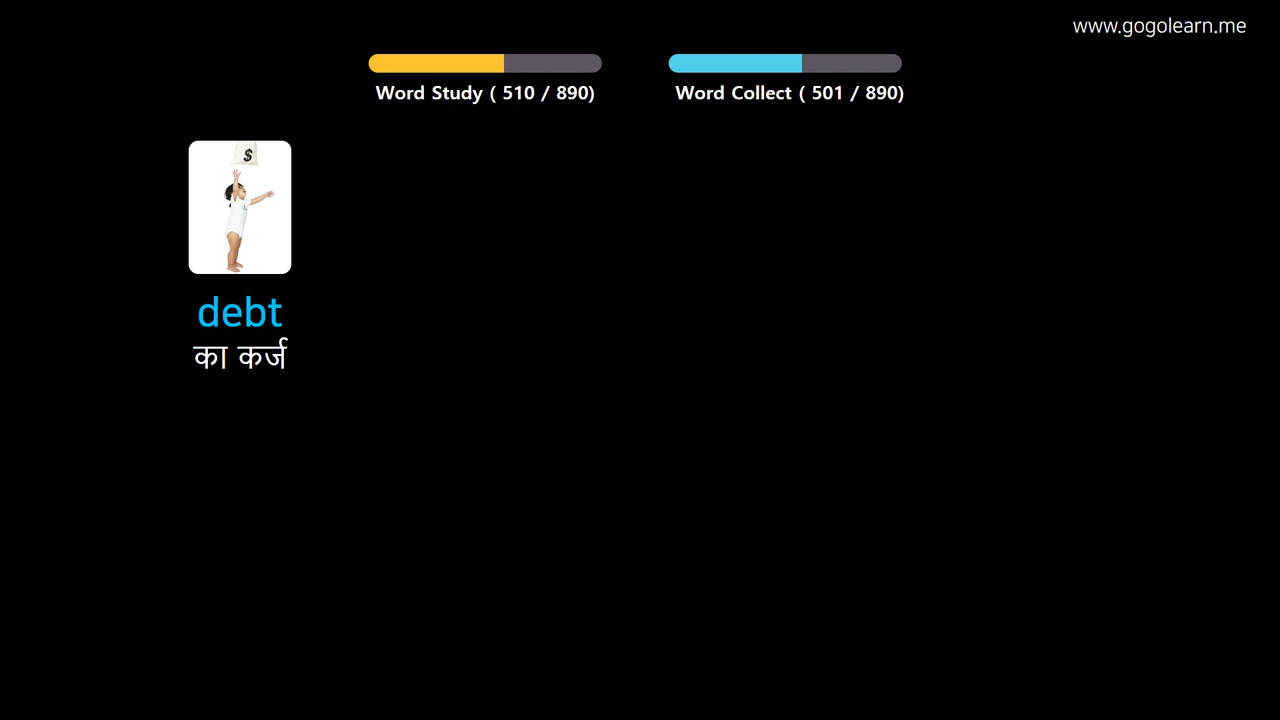 www.gogolearn.me
Word Study ( 510 / 890)
Word Collect ( 501 / 890)
$
debt
का कर्ज